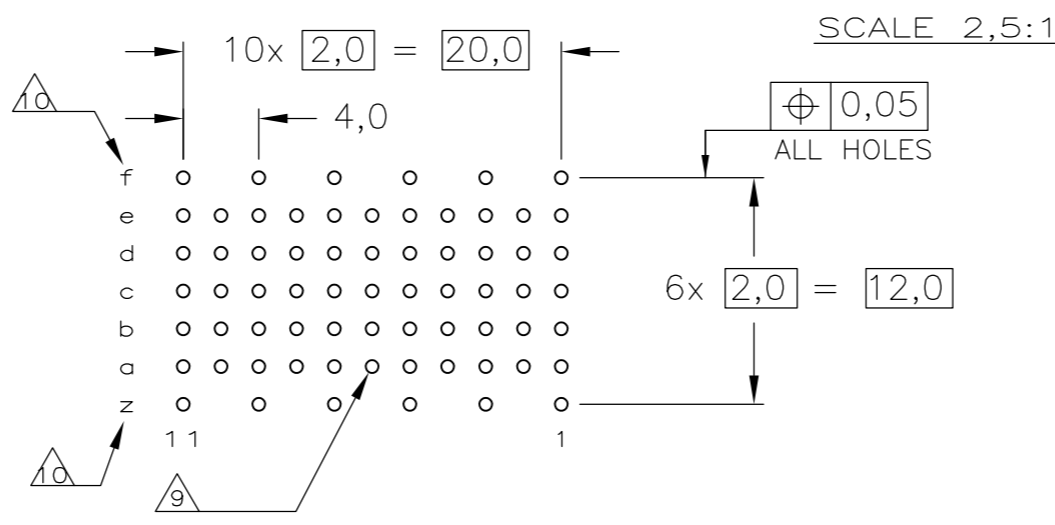 SCALE 2,5:1
10x 2,0 = 20,0
10
4,0
0,05
ALL HOLES
f
e
d
c
b
a
z
6x 2,0 = 12,0
11 1
10
9